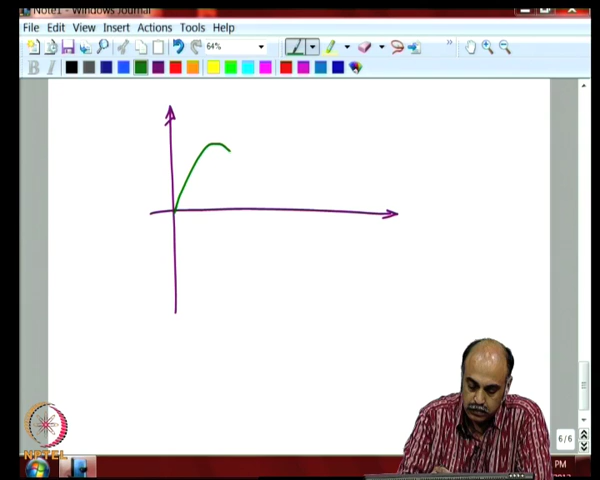 Note1 - Windows Journal
File Edit View Insert Actions Tools Help
64%
B I
6/6
NPTEL
PM